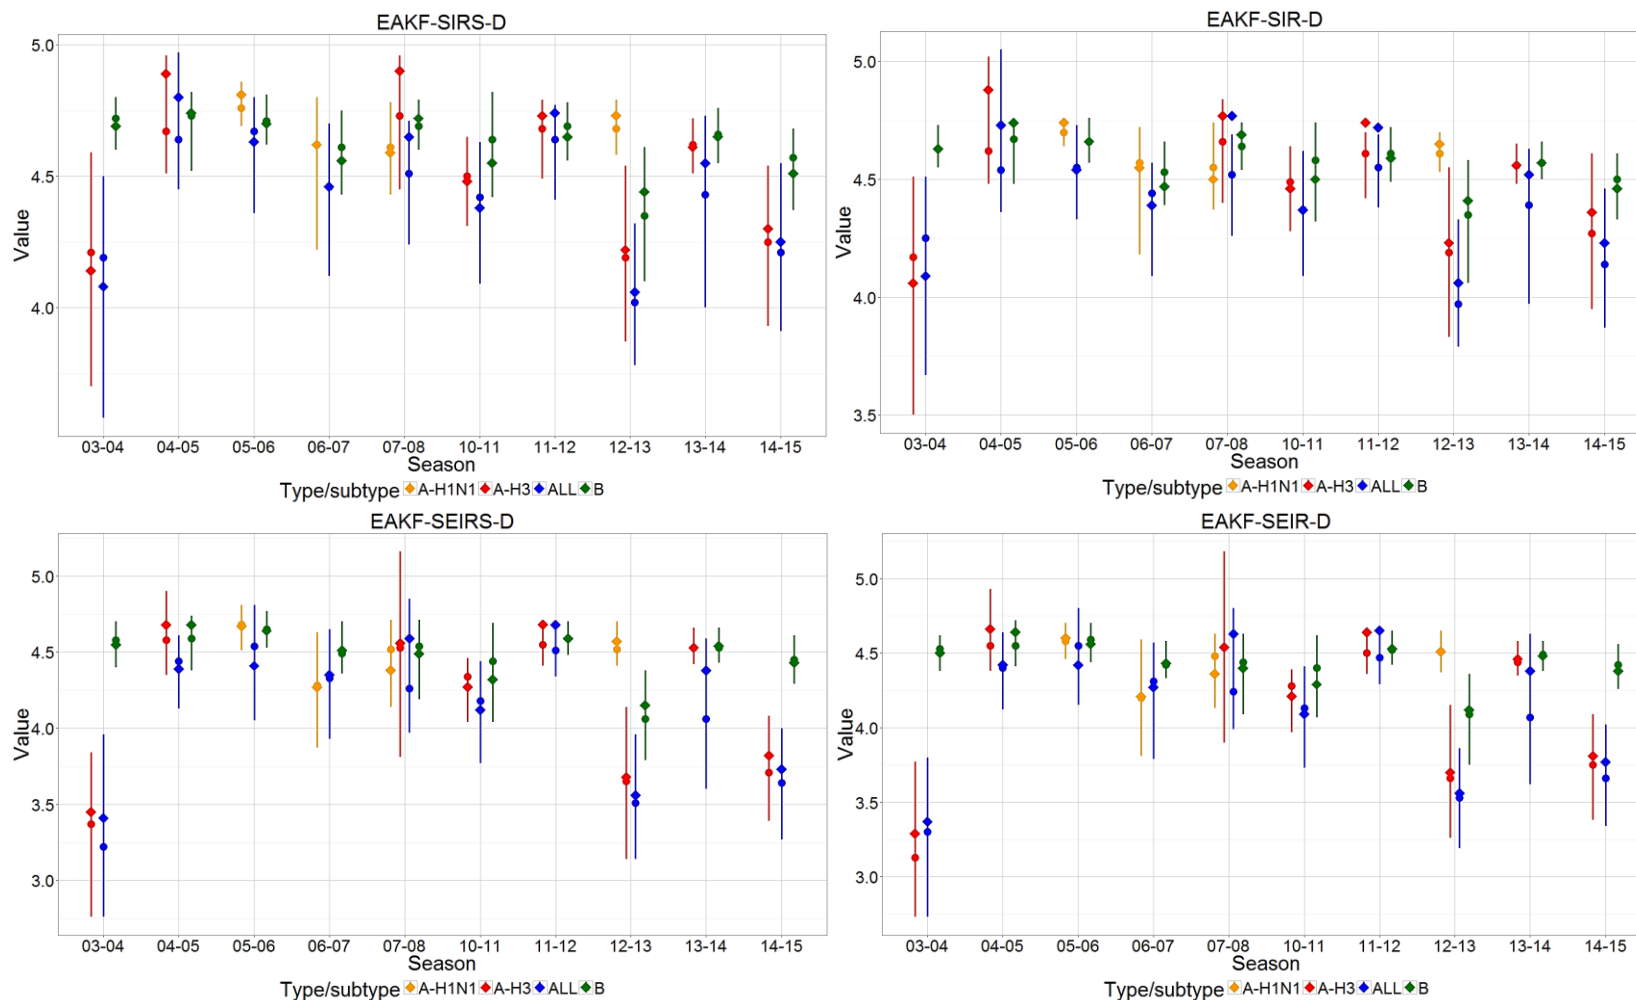 EAKF-SIRS-D
5.0
4.5
4.0
Value
03-04 04-05 05-06 06-07 07-08 10-11 11-12 12-13 13-14 14-15
Season
Type/subtype A-H1N1 A-H3 ALL B
EAKF-SIR-D
5.0
4.5
4.0
3.5
Value
03-04 04-05 05-06 06-07 07-08 10-11 11-12 12-13 13-14 14-15
Season
Type/subtype A-H1N1 A-H3 ALL B
EAKF-SEIRS-D
5.0
4.5
4.0
3.5
3.0
Value
03-04 04-05 05-06 06-07 07-08 10-11 11-12 12-13 13-14 14-15
Season
Type/subtype A-H1N1 A-H3 ALL B
EAKF-SEIR-D
5.0
4.5
4.0
3.5
3.0
Value
03-04 04-05 05-06 06-07 07-08 10-11 11-12 12-13 13-14 14-15
Season
Type/subtype A-H1N1 A-H3 ALL B